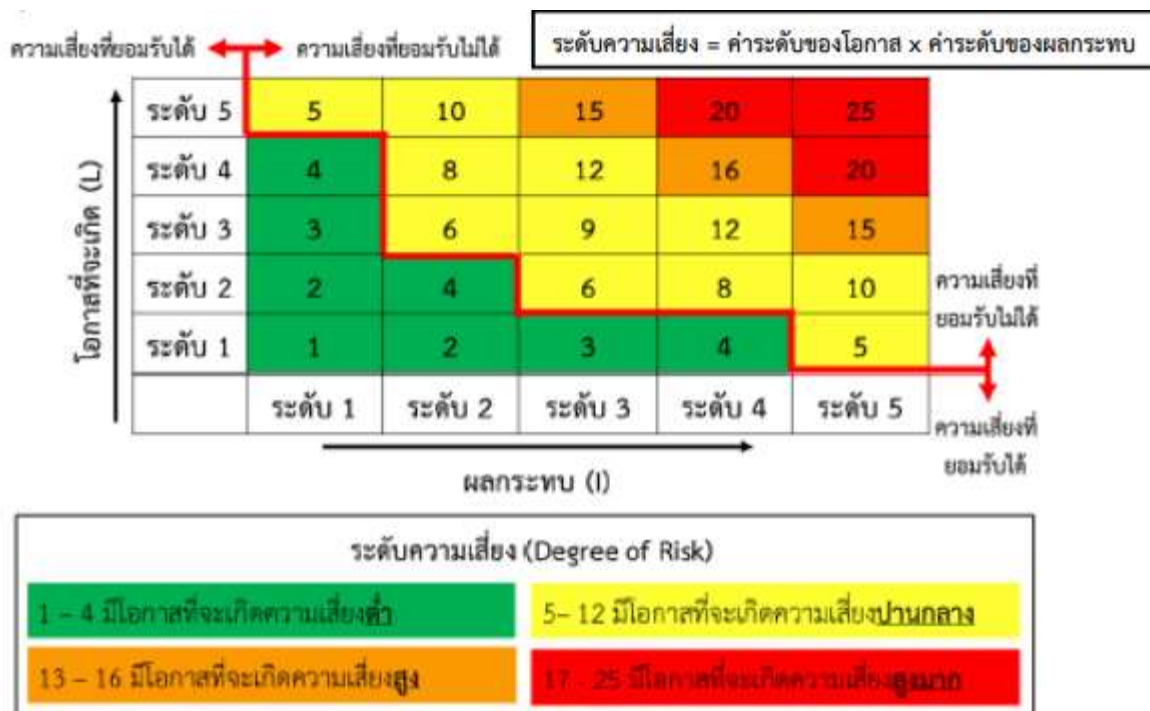 ความเสี่ยงที่ยอมรับได้ ความเสี่ยงที่ยอมรับไม่ได้ ระดับความเสี่ยง = ค่าระดับของโอกาส x ค่าระดับของผลกระทบ
โอกาสที่จะเกิด (L)
ระดับ 5 5 10 15 20 25
ระดับ 4 4 8 12 16 20
ระดับ 3 3 6 9 12 15
ระดับ 2 2 4 6 8 10
ระดับ 1 1 2 3 4 5
ระดับ 1 ระดับ 2 ระดับ 3 ระดับ 4 ระดับ 5
ความเสี่ยงที่
ยอมรับไม่ได้
ความเสี่ยงที่
ยอมรับได้
ผลกระทบ (I)
ระดับความเสี่ยง (Degree of Risk)
1 – 4 มีโอกาสที่จะเกิดความเสี่ยงต่ำ 5– 12 มีโอกาสที่จะเกิดความเสี่ยงปานกลาง
13 – 16 มีโอกาสที่จะเกิดความเสี่ยงสูง 17 - 25 มีโอกาสที่จะเกิดความเสี่ยงสูงมาก